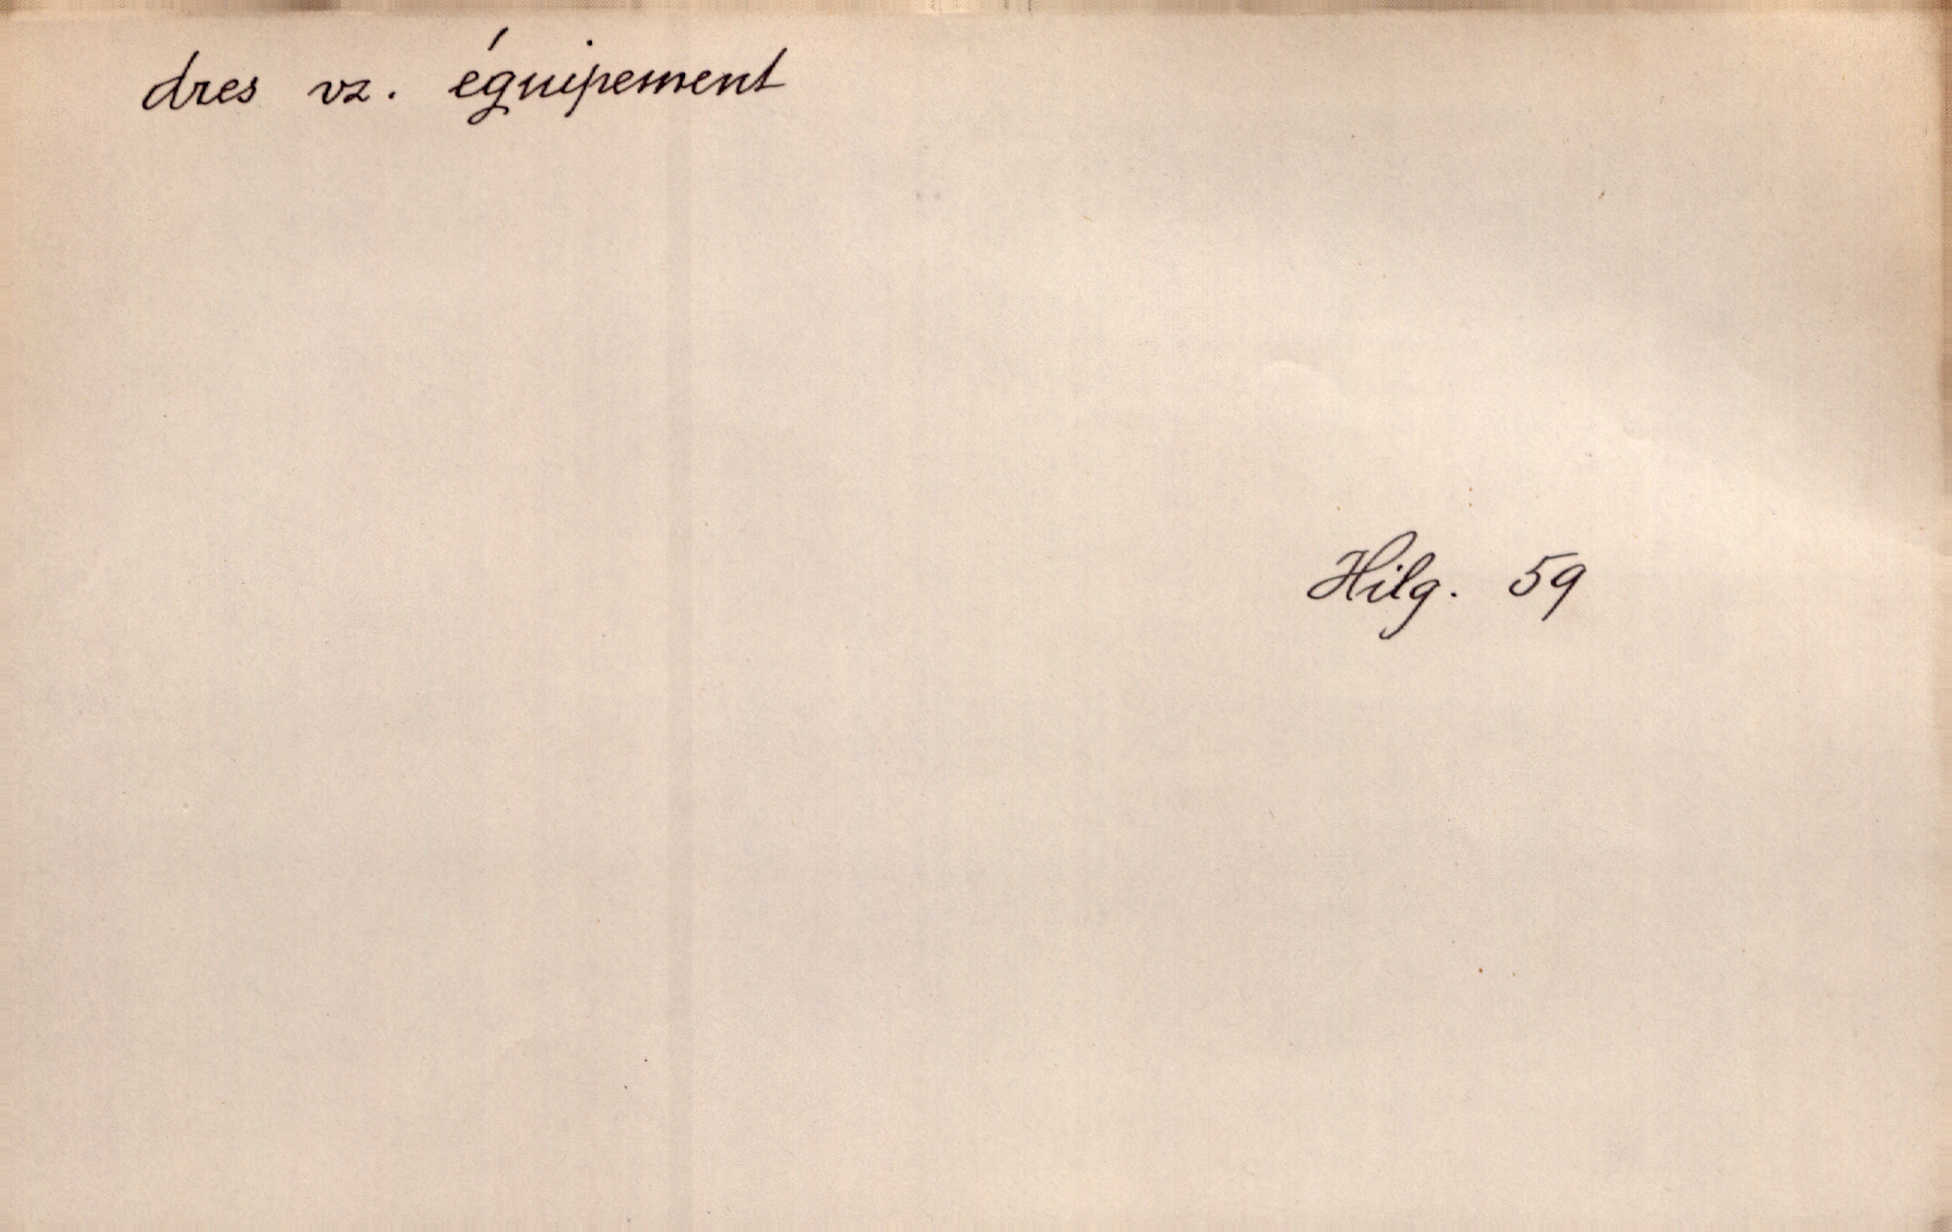 dres vz. équipement
Hilg. 59